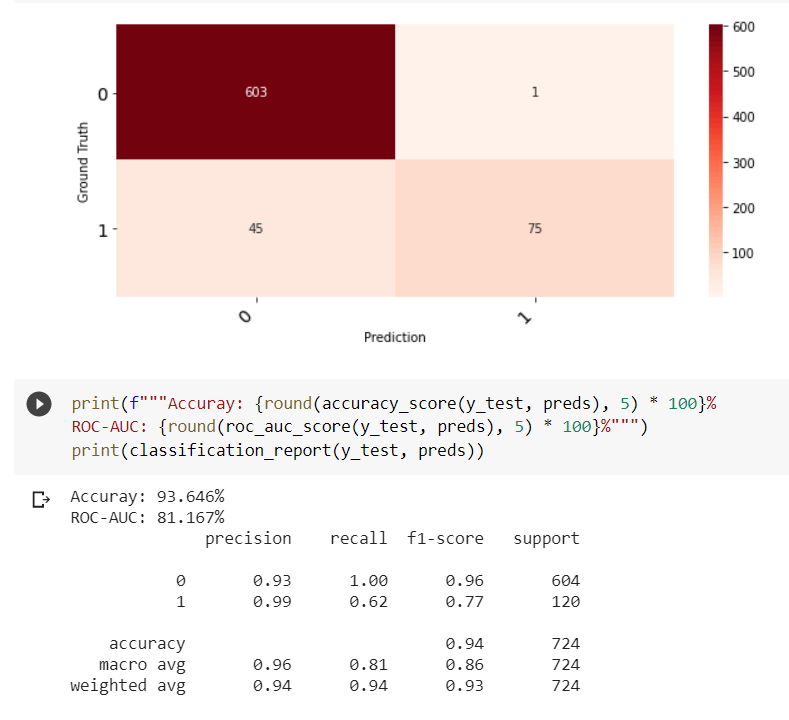 600
603
1
0
500
400
Ground Truth
300
45
75
1
200
100
0
1
Prediction
print(f"""Accuray: {round(accuracy_score(y_test, preds), 5) * 100}%
ROC-AUC: {round(roc_auc_score(y_test, preds), 5) * 100}%""")
print(classification_report(y_test, preds))
Accuray: 93.646%
ROC-AUC: 81.167%
precision recall f1-score support
0 0.93 1.00 0.96 604
1 0.99 0.62 0.77 120
accuracy 0.94 724
macro avg 0.96 0.81 0.86 724
weighted avg 0.94 0.94 0.93 724